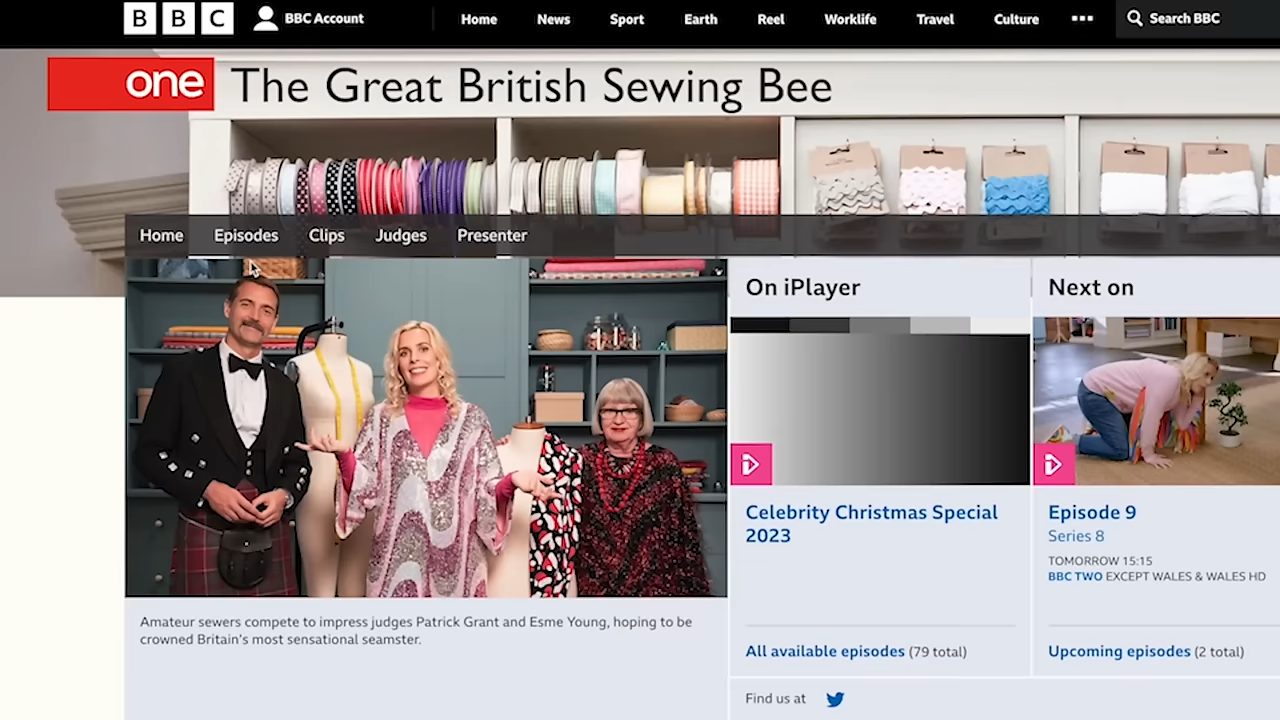 BBC
BBC Account
Home
News
Sport
Earth
Reel
Worklife
Travel
Culture
Search BBC
one
The Great British Sewing Bee
Home
Episodes
Clips
Judges
Presenter
On iPlayer
Next on
Celebrity Christmas Special
2023
Episode 9
Series 8
TOMORROW 15:15
BBC TWO EXCEPT WALES & WALES HD
Amateur sewers compete to impress judges Patrick Grant and Esme Young, hoping to be
crowned Britain's most sensational seamster.
All available episodes (79 total)
Upcoming episodes (2 total)
Find us at